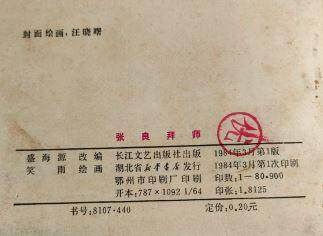 封面绘画：汪晓曙
张良拜师
盛海源 改编
笑雨 绘画
长江文艺出版社出版
湖北省新华书店发行
鄂州市印刷厂印刷
开本：787×1092 1/64
1984年3月第1版
1984年3月第1次印刷
印数：1—80,900
印张：1.8125
书号：8107·440 定价：0.20元